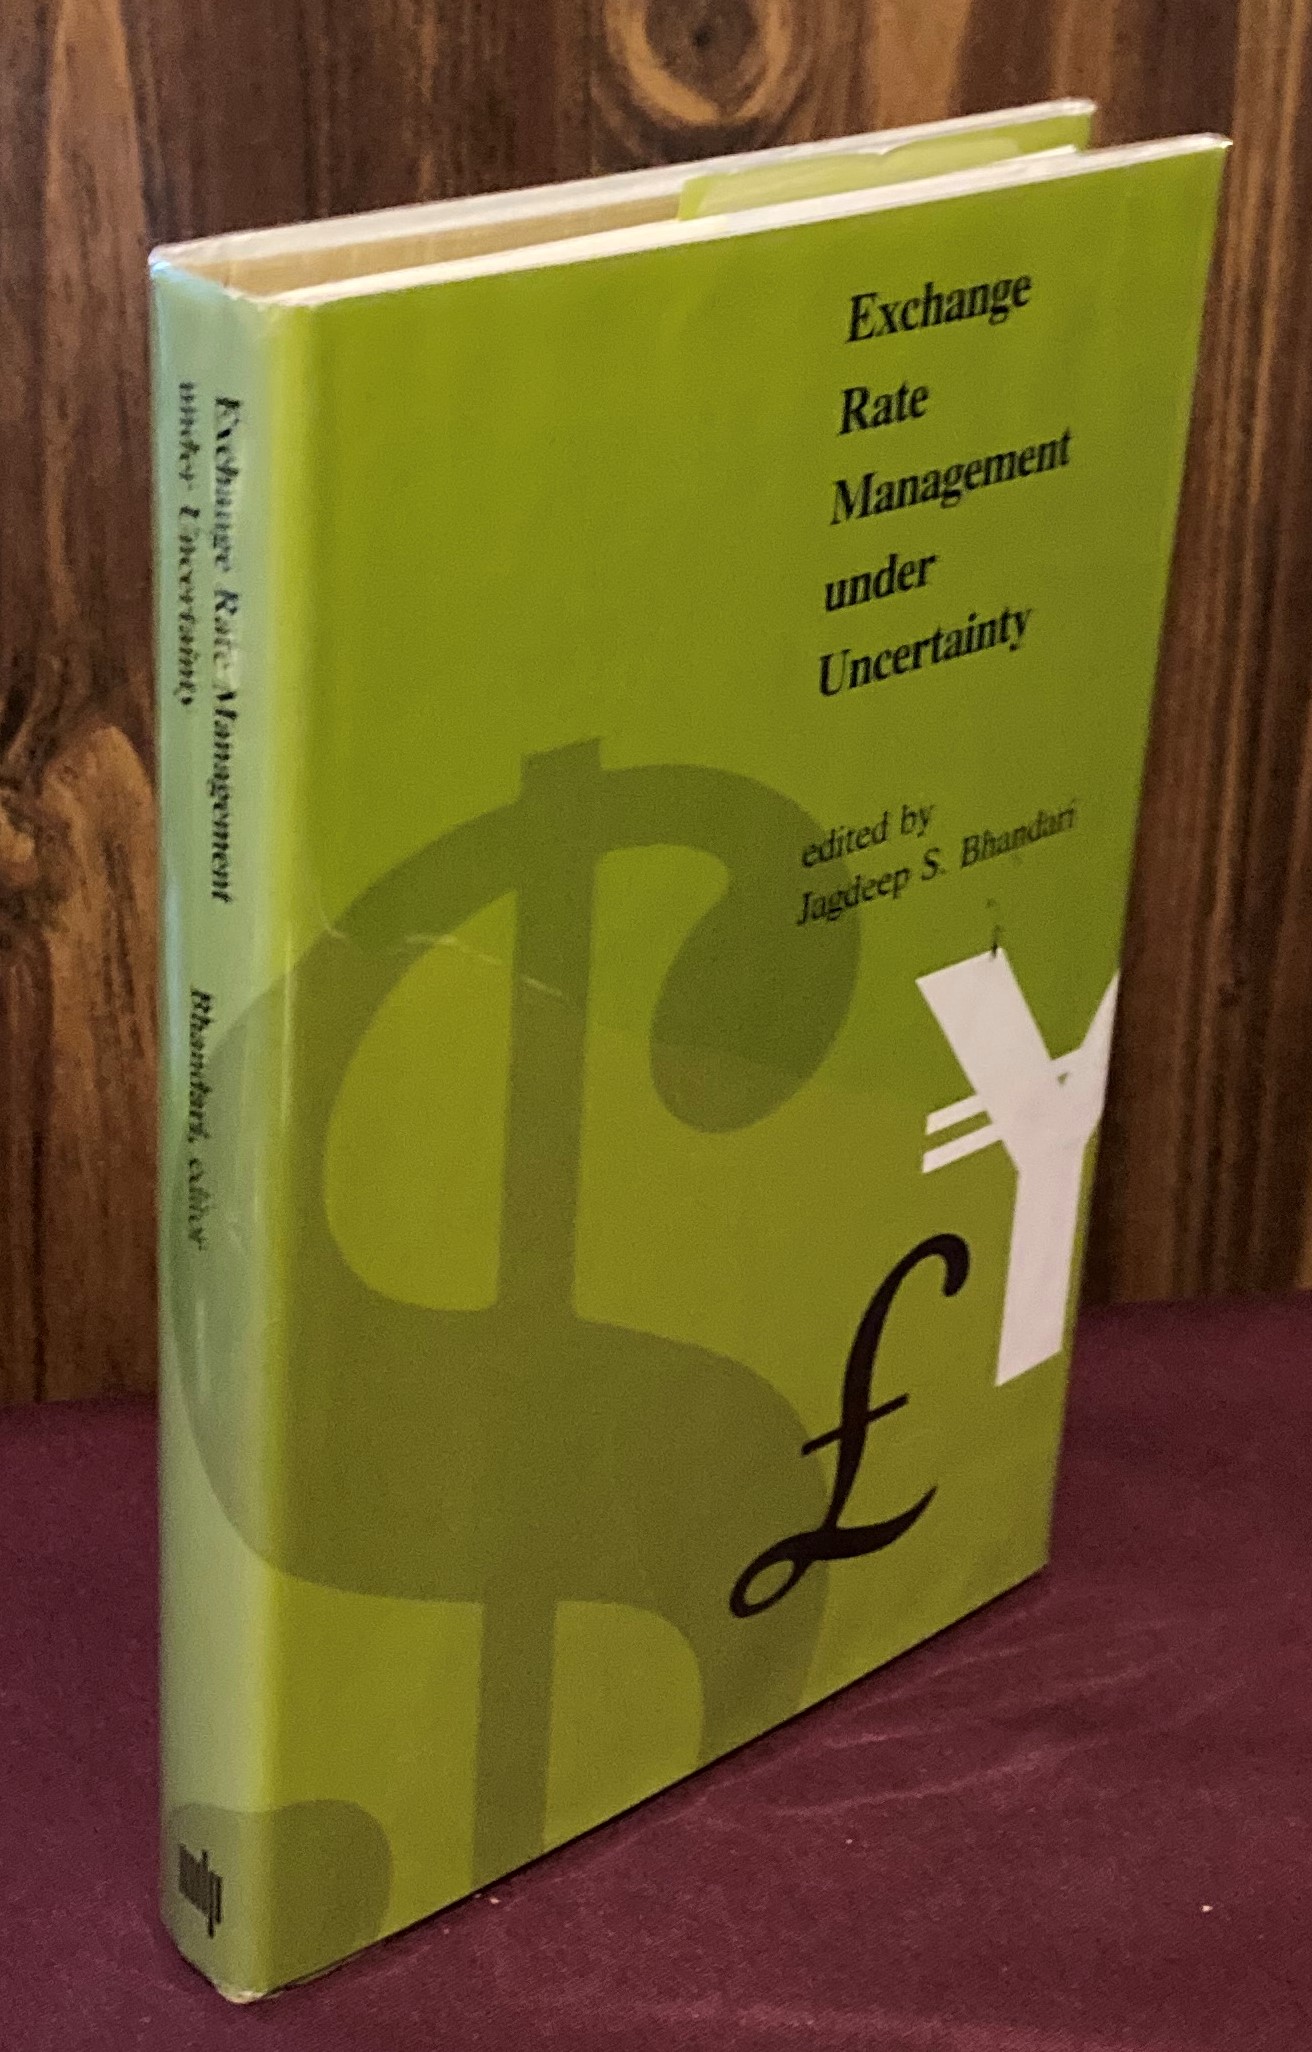 Exchange
Rate
Management
under
Uncertainty
edited by
Jagdeep S. Bhandari
$
¥
£
Exchange Rate Management
under Uncertainty
Bhandari, editor